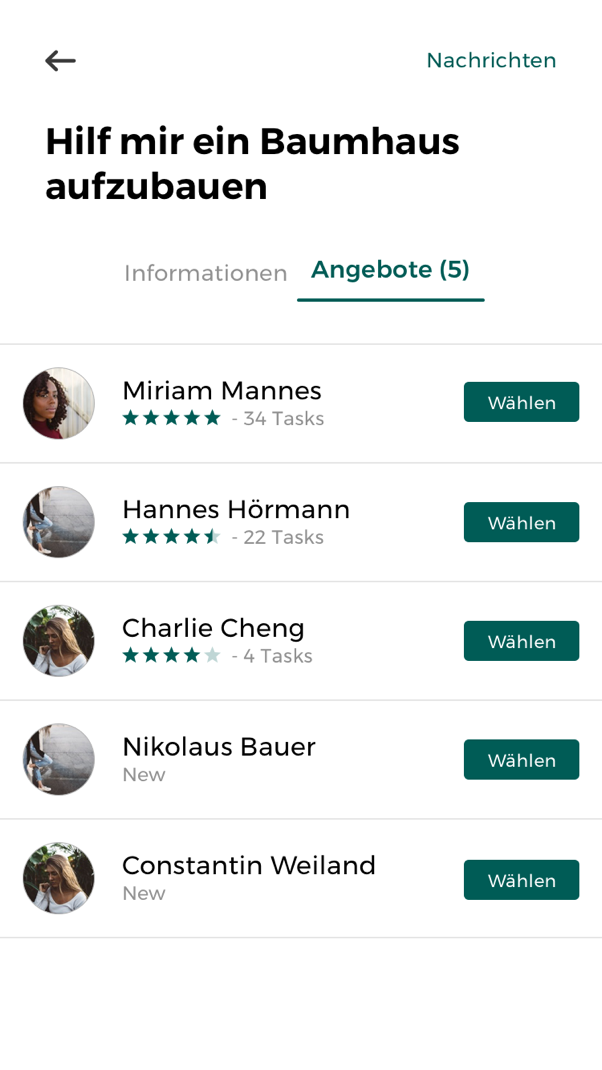 Nachrichten
Hilf mir ein Baumhaus
aufzubauen
Informationen
Angebote (5)
Miriam Mannes
- 34 Tasks
Wählen
Hannes Hörmann
- 22 Tasks
Wählen
Charlie Cheng
- 4 Tasks
Wählen
Nikolaus Bauer
New
Wählen
Constantin Weiland
New
Wählen